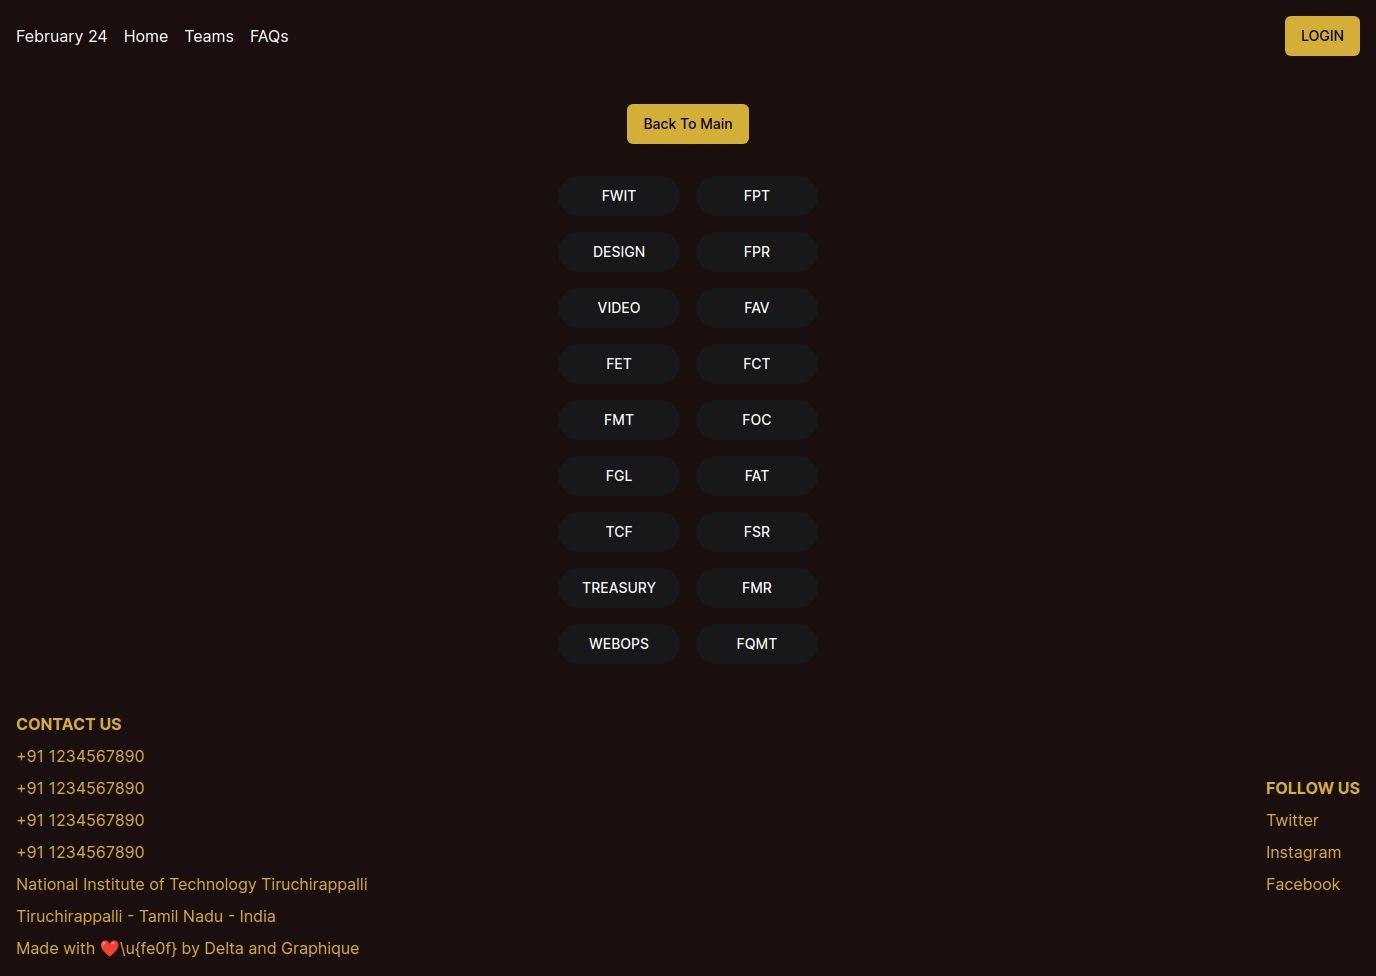 February 24 Home Teams FAQs LOGIN
Back To Main
FWIT FPT
DESIGN FPR
VIDEO FAV
FET FCT
FMT FOC
FGL FAT
TCF FSR
TREASURY FMR
WEBOPS FQMT
CONTACT US
+91 1234567890
+91 1234567890
+91 1234567890
+91 1234567890
National Institute of Technology Tiruchirappalli
Tiruchirappalli - Tamil Nadu - India
Made with ❤️\u{fe0f} by Delta and Graphique
FOLLOW US
Twitter
Instagram
Facebook